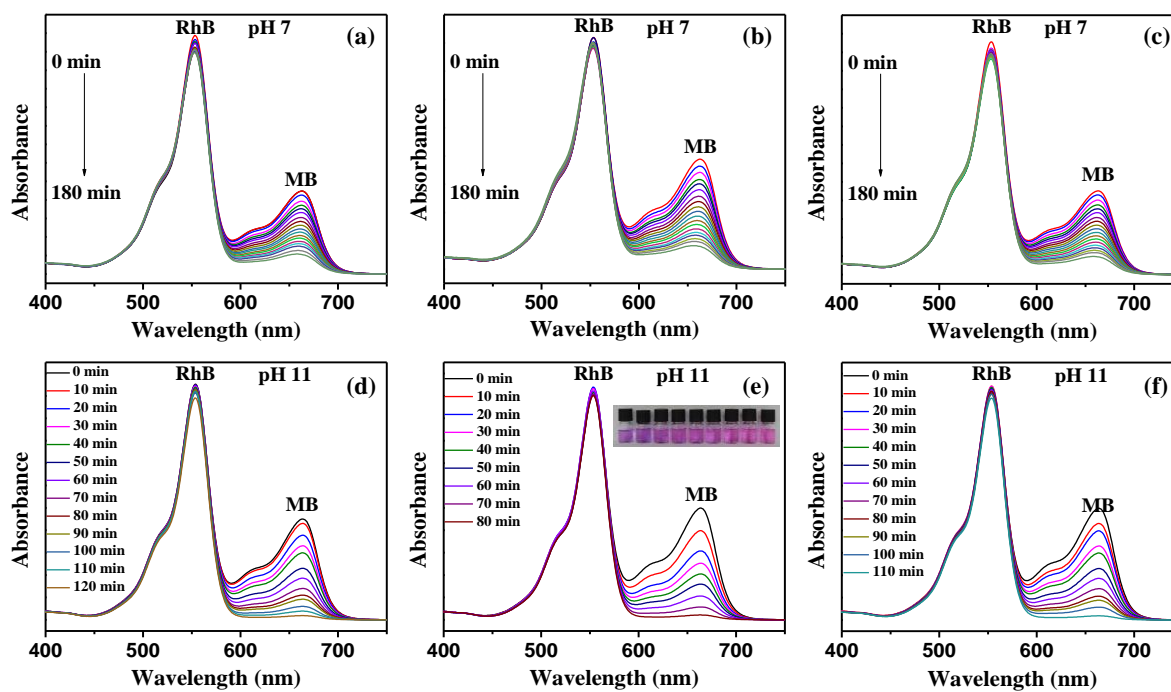 RhB pH 7 (a)
0 min
180 min
MB
Absorbance
400 500 600 700
Wavelength (nm)
RhB pH 7 (b)
0 min
180 min
MB
Absorbance
400 500 600 700
Wavelength (nm)
RhB pH 7 (c)
0 min
180 min
MB
Absorbance
400 500 600 700
Wavelength (nm)
RhB pH 11 (d)
0 min
10 min
20 min
30 min
40 min
50 min
60 min
70 min
80 min
90 min
100 min
110 min
120 min
MB
Absorbance
400 500 600 700
Wavelength (nm)
RhB pH 11 (e)
0 min
10 min
20 min
30 min
40 min
50 min
60 min
70 min
80 min
MB
Absorbance
400 500 600 700
Wavelength (nm)
RhB pH 11 (f)
0 min
10 min
20 min
30 min
40 min
50 min
60 min
70 min
80 min
90 min
100 min
110 min
MB
Absorbance
400 500 600 700
Wavelength (nm)